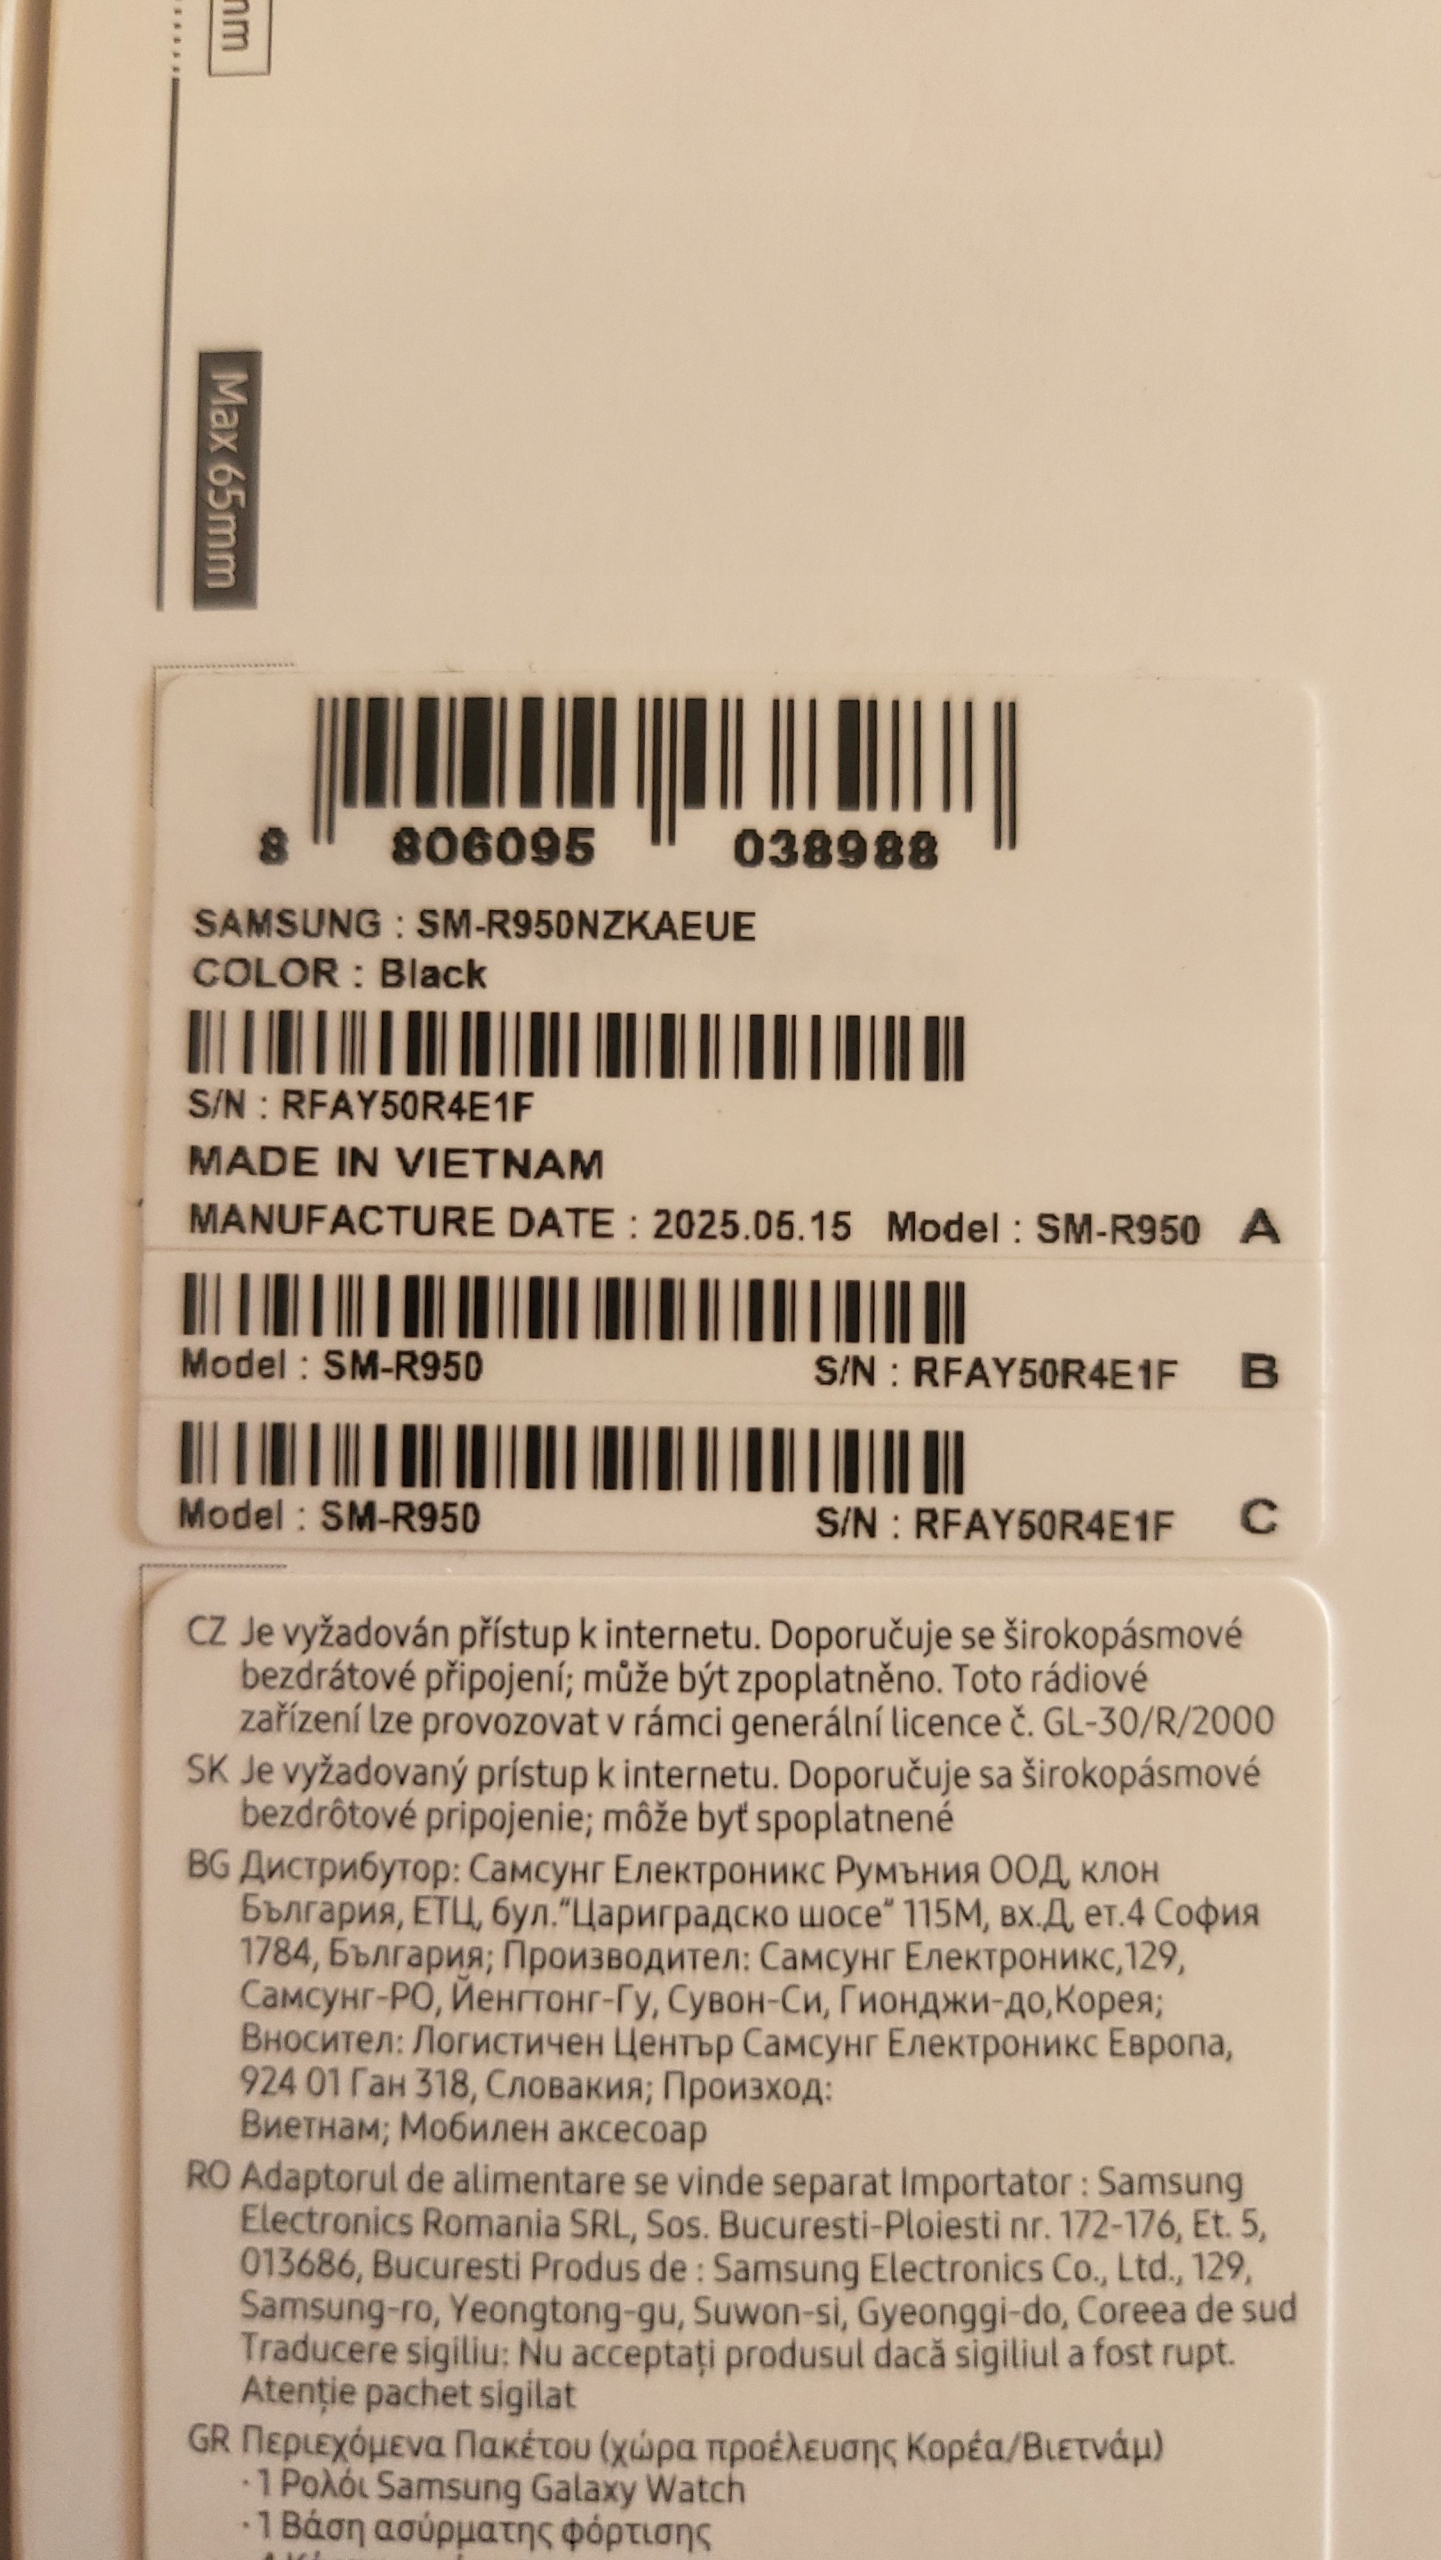 Max 65mm
8 806095 038988
SAMSUNG : SM-R950NZKAEUE
COLOR : Black
S/N : RFAY50R4E1F
MADE IN VIETNAM
MANUFACTURE DATE : 2025.05.15 Model : SM-R950 A
Model : SM-R950 S/N : RFAY50R4E1F B
Model : SM-R950 S/N : RFAY50R4E1F C
CZ Je vyžadován přístup k internetu. Doporučuje se širokopásmové
bezdrátové připojení; může být zpoplatněno. Toto rádiové
zařízení lze provozovat v rámci generální licence č. GL-30/R/2000
SK Je vyžadovaný prístup k internetu. Doporučuje sa širokopásmové
bezdrôtové pripojenie; môže byť spoplatnené
BG Дистрибутор: Самсунг Електроникс Румъния ООД, клон
България, ЕТЦ, бул."Цариградско шосе" 115М, вх.Д, ет.4 София
1784, България; Производител: Самсунг Електроникс,129,
Самсунг-РО, Йенгтонг-Гу, Сувон-Си, Гионджи-до,Корея;
Вносител: Логистичен Център Самсунг Електроникс Европа,
924 01 Ган 318, Словакия; Произход:
Виетнам; Мобилен аксесоар
RO Adaptorul de alimentare se vinde separat Importator : Samsung
Electronics Romania SRL, Sos. Bucuresti-Ploiesti nr. 172-176, Et. 5,
013686, Bucuresti Produs de : Samsung Electronics Co., Ltd., 129,
Samsung-ro, Yeongtong-gu, Suwon-si, Gyeonggi-do, Coreea de sud
Traducere sigiliu: Nu acceptați produsul dacă sigiliul a fost rupt.
Atenție pachet sigilat
GR Περιεχόμενα Πακέτου (χώρα προέλευσης Κορέα/Βιετνάμ)
· 1 Ρολόι Samsung Galaxy Watch
· 1 Βάση ασύρματης φόρτισης